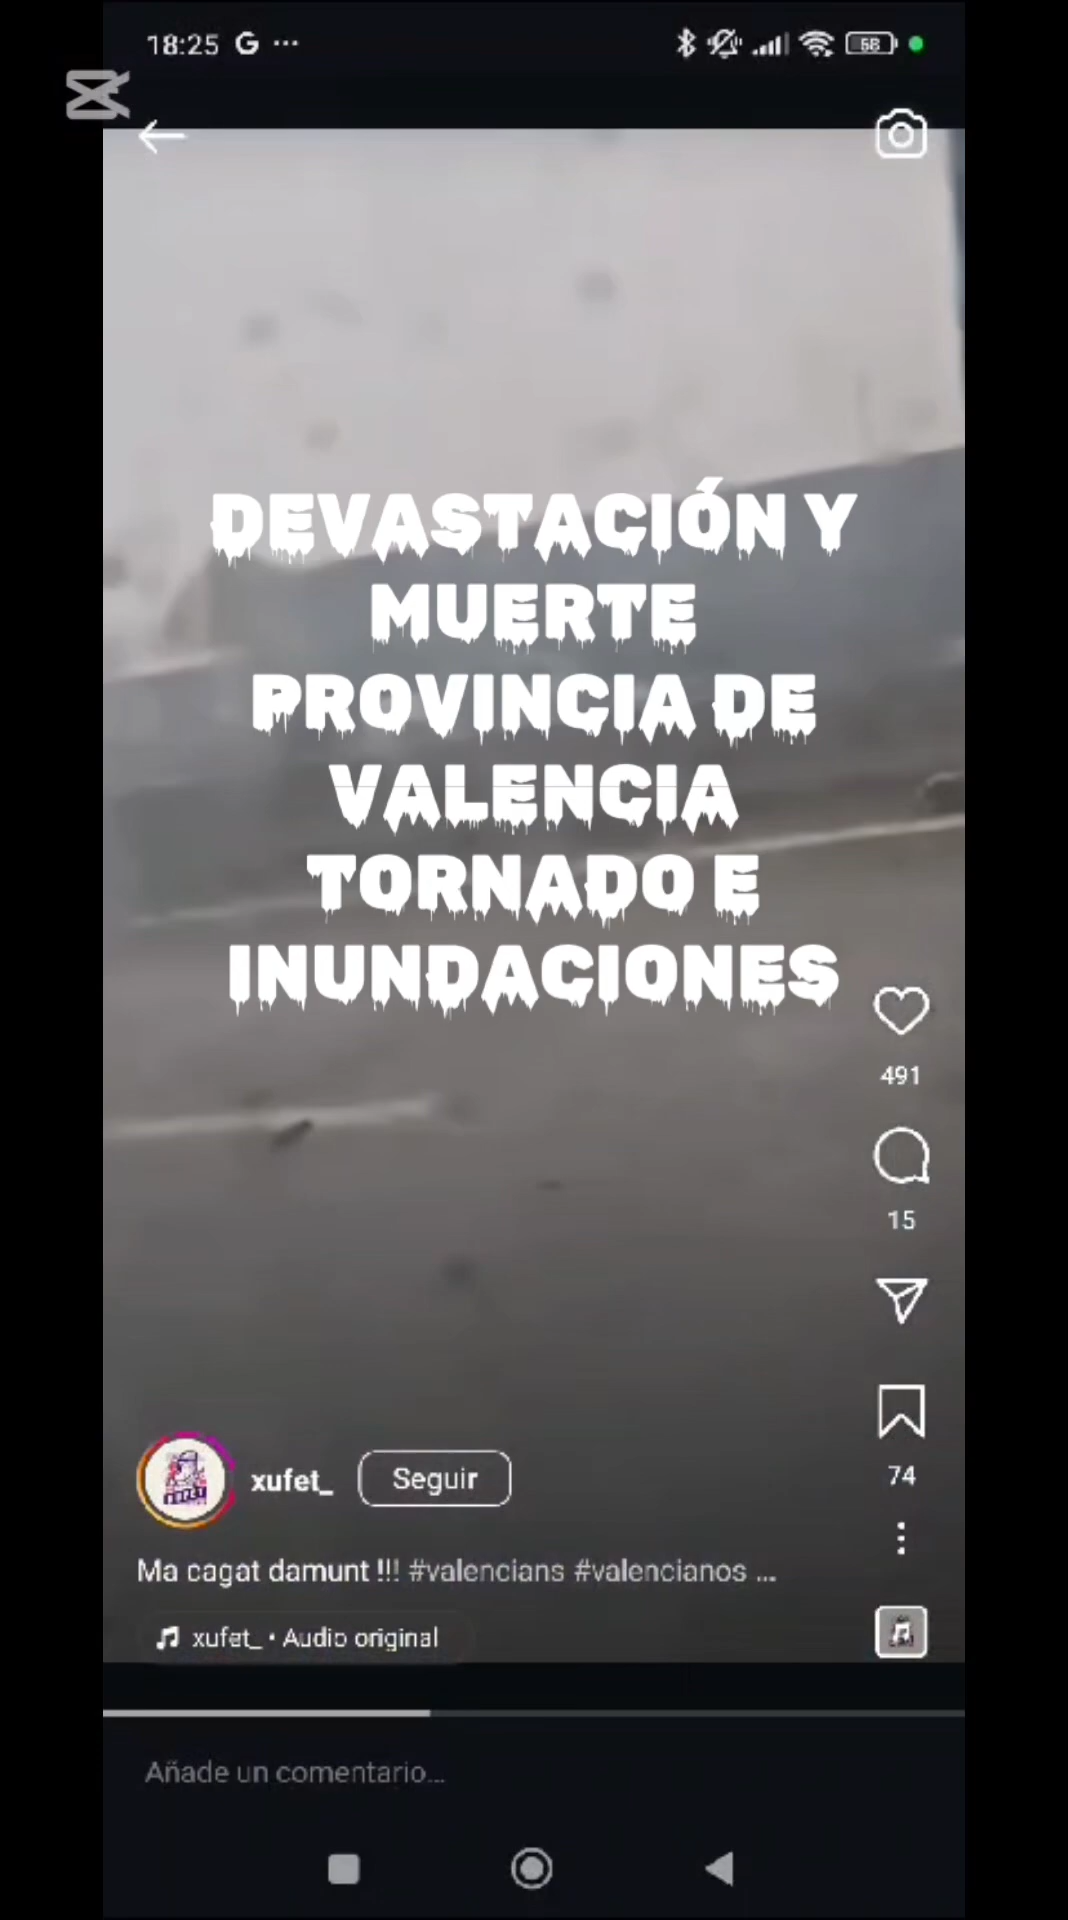 18:25 G ...
58
DEVASTACIÓN Y
MUERTE
PROVINCIA DE
VALENCIA
TORNADO E
INUNDACIONES
491
15
74
xufet_ Seguir
Ma cagat damunt !!! #valencians #valencianos ...
xufet_ • Audio original
Añade un comentario...